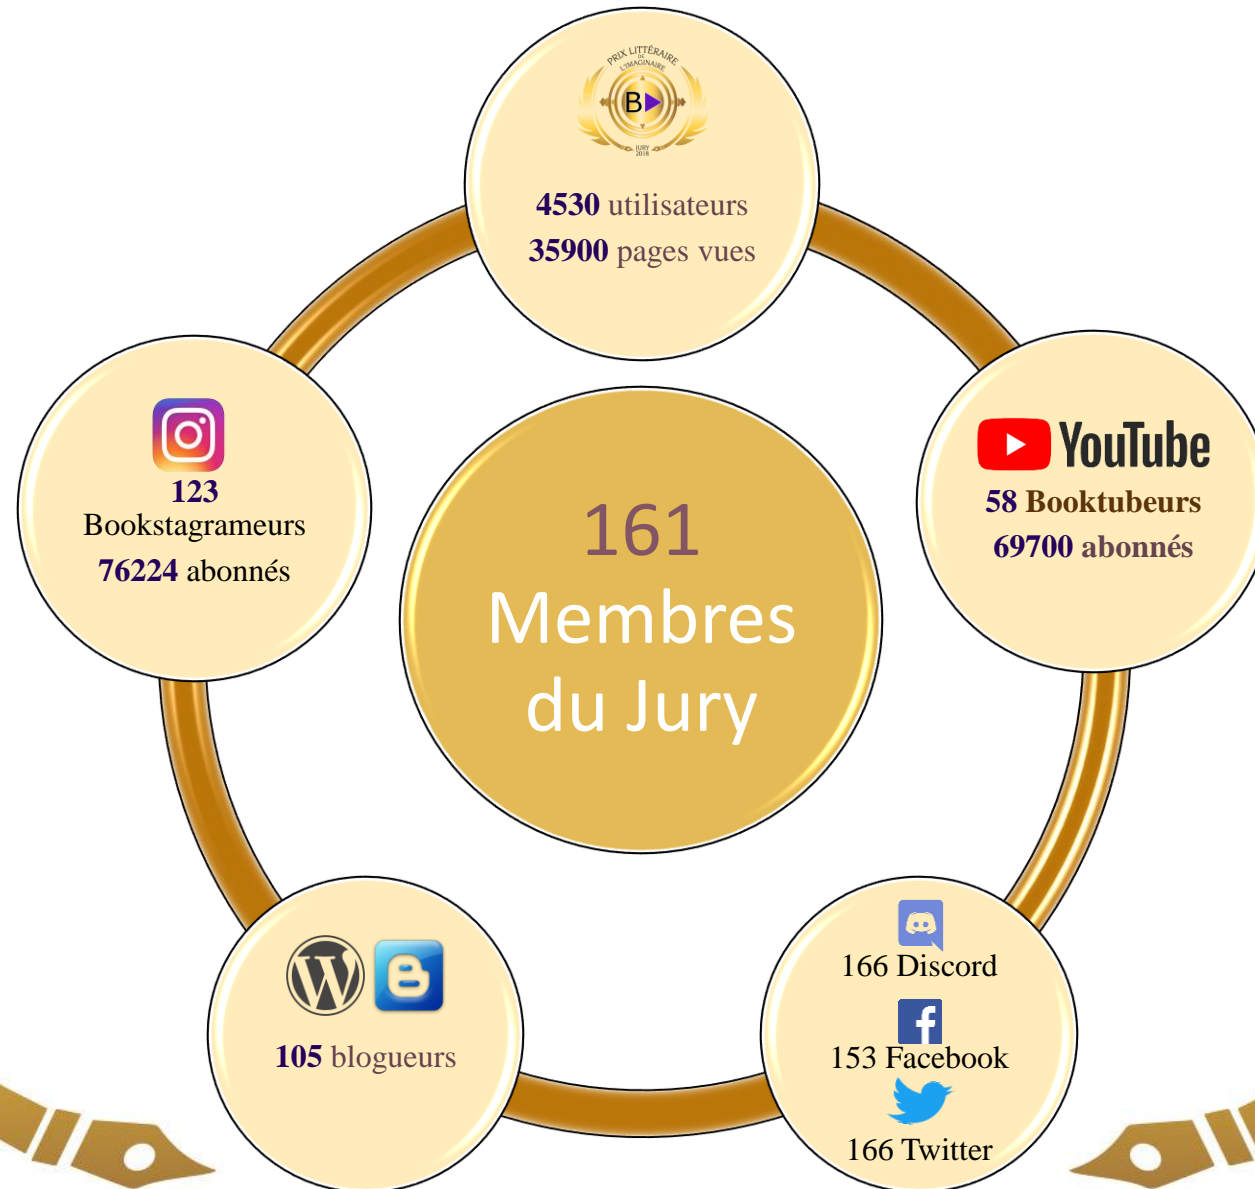 PRIX LITTÉRAIRE
DE
L'IMAGINAIRE
B
JURY
2018
4530 utilisateurs
35900 pages vues
123
Bookstagrameurs
76224 abonnés
YouTube
58 Booktubeurs
69700 abonnés
161
Membres
du Jury
105 blogueurs
166 Discord
153 Facebook
166 Twitter